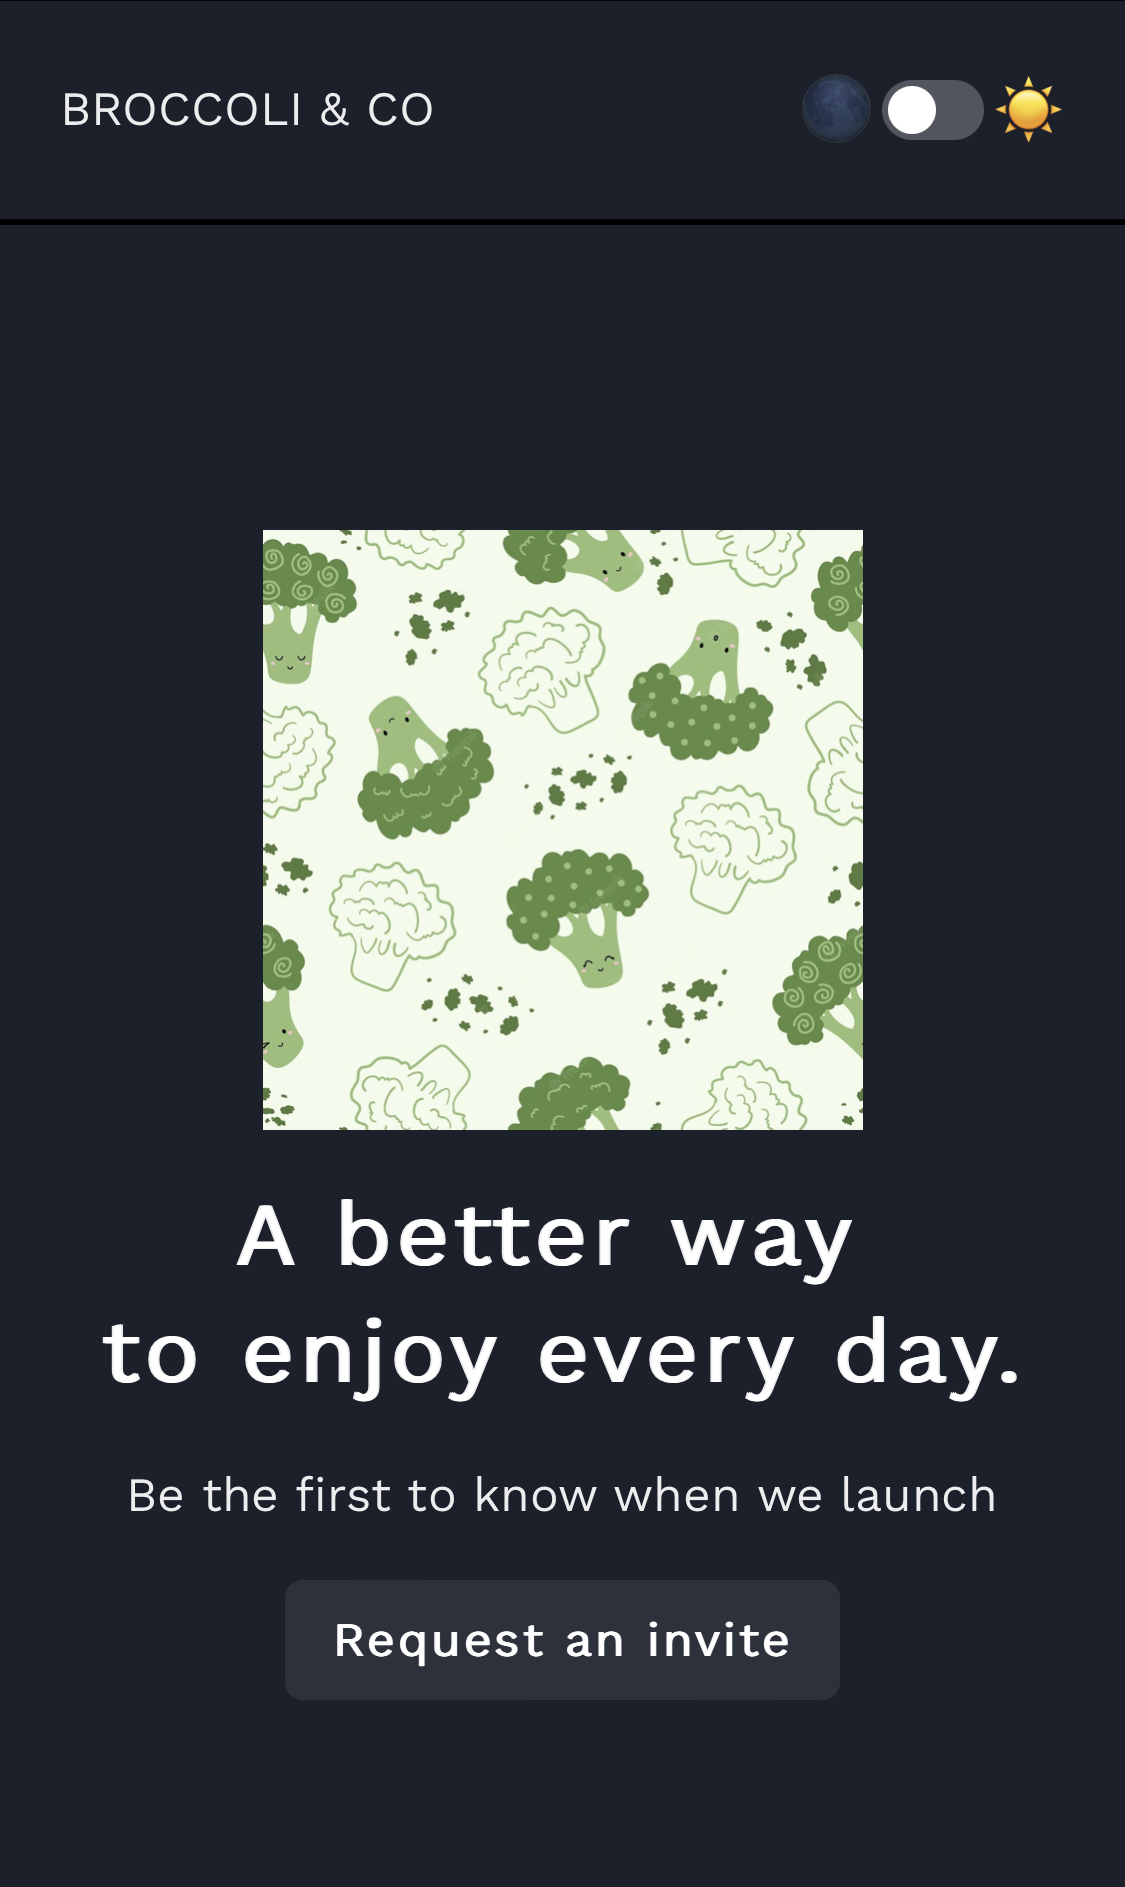 BROCCOLI & CO
A better way
to enjoy every day.
Be the first to know when we launch
Request an invite